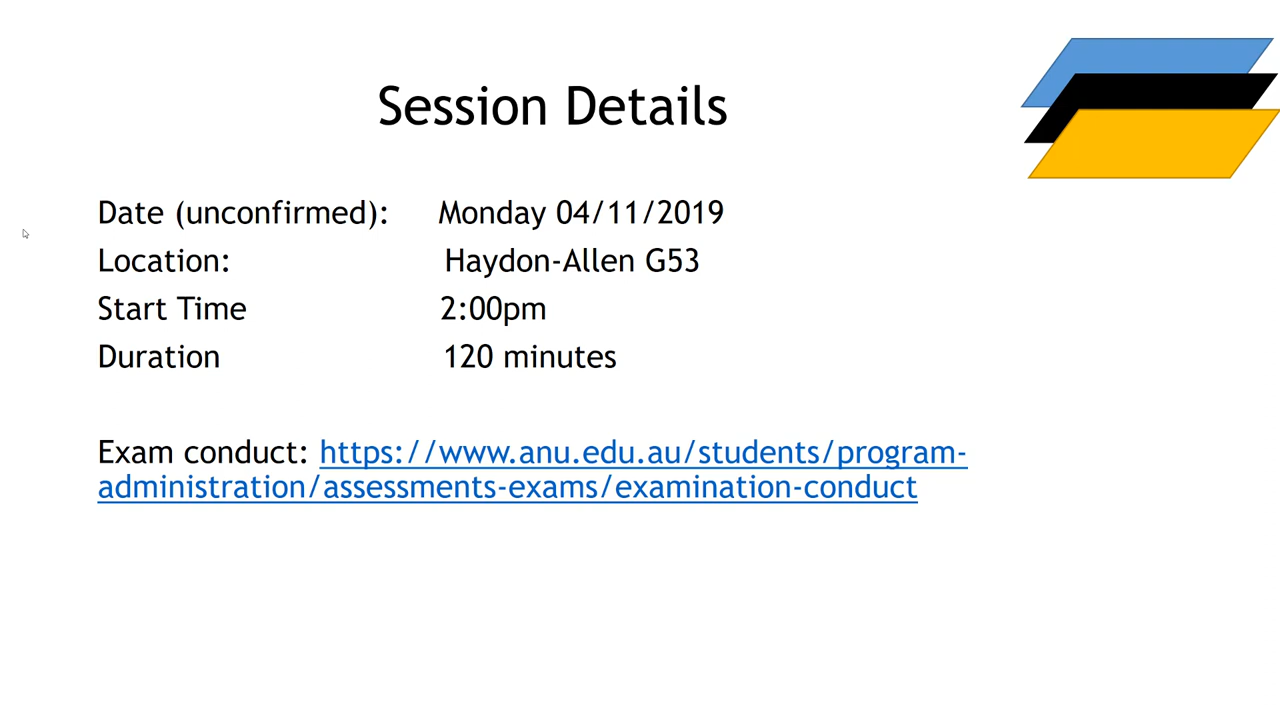 Session Details
Date (unconfirmed): Monday 04/11/2019
Location: Haydon-Allen G53
Start Time 2:00pm
Duration 120 minutes
Exam conduct: https://www.anu.edu.au/students/program-
administration/assessments-exams/examination-conduct